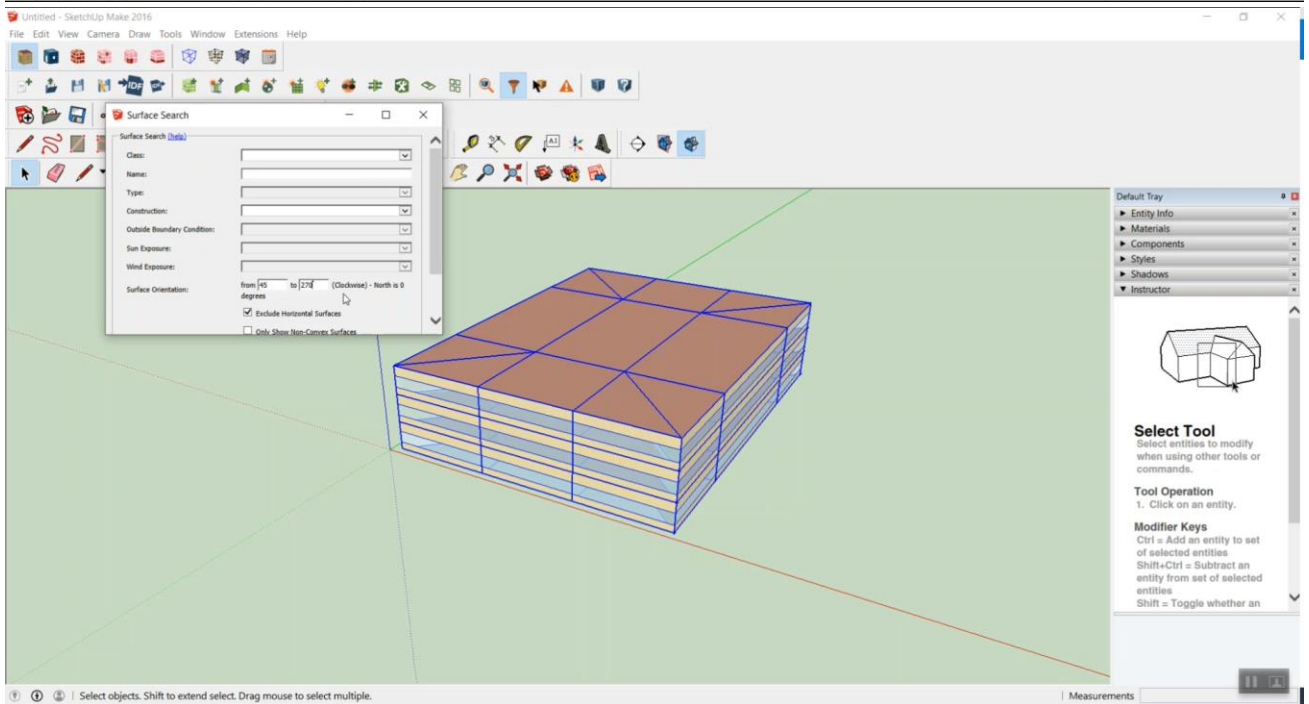 Untitled - SketchUp Make 2016
File Edit View Camera Draw Tools Window Extensions Help
Surface Search
Surface Search (help)
Class:
Name:
Type:
Construction:
Outside Boundary Condition:
Sun Exposure:
Wind Exposure:
Surface Orientation:
from 45 to 270 (Clockwise) - North is 0
degrees
Exclude Horizontal Surfaces
Only Show Non-Convex Surfaces
Default Tray
Entity Info
Materials
Components
Styles
Shadows
Instructor
Select Tool
Select entities to modify
when using other tools or
commands.
Tool Operation
1. Click on an entity.
Modifier Keys
Ctrl = Add an entity to set
of selected entities
Shift+Ctrl = Subtract an
entity from set of selected
entities
Shift = Toggle whether an
Select objects. Shift to extend select. Drag mouse to select multiple.
Measurements